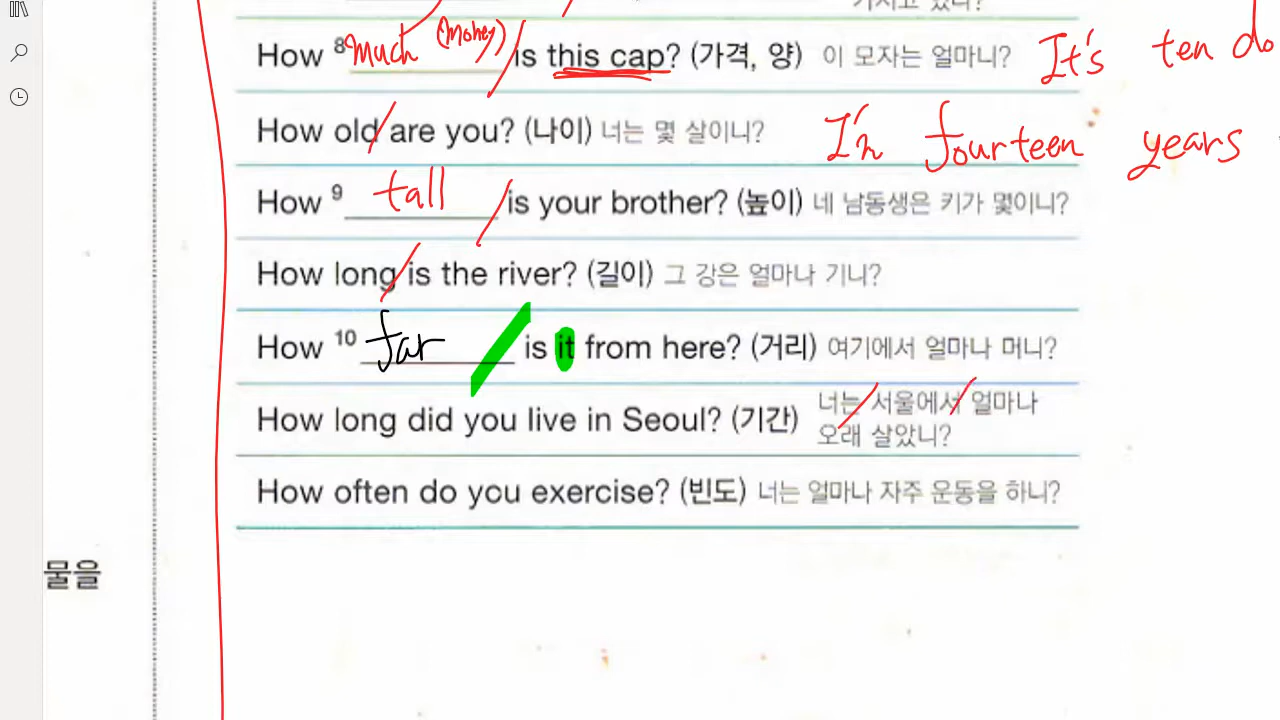 How 8 much (money) is this cap? (가격, 양) 이 모자는 얼마니? It's ten do
How old are you? (나이) 너는 몇 살이니? I'm fourteen years
How 9 tall is your brother? (높이) 네 남동생은 키가 몇이니?
How long is the river? (길이) 그 강은 얼마나 기니?
How 10 far is it from here? (거리) 여기에서 얼마나 머니?
How long did you live in Seoul? (기간) 너는 서울에서 얼마나
오래 살았니?
How often do you exercise? (빈도) 너는 얼마나 자주 운동을 하니?
물을